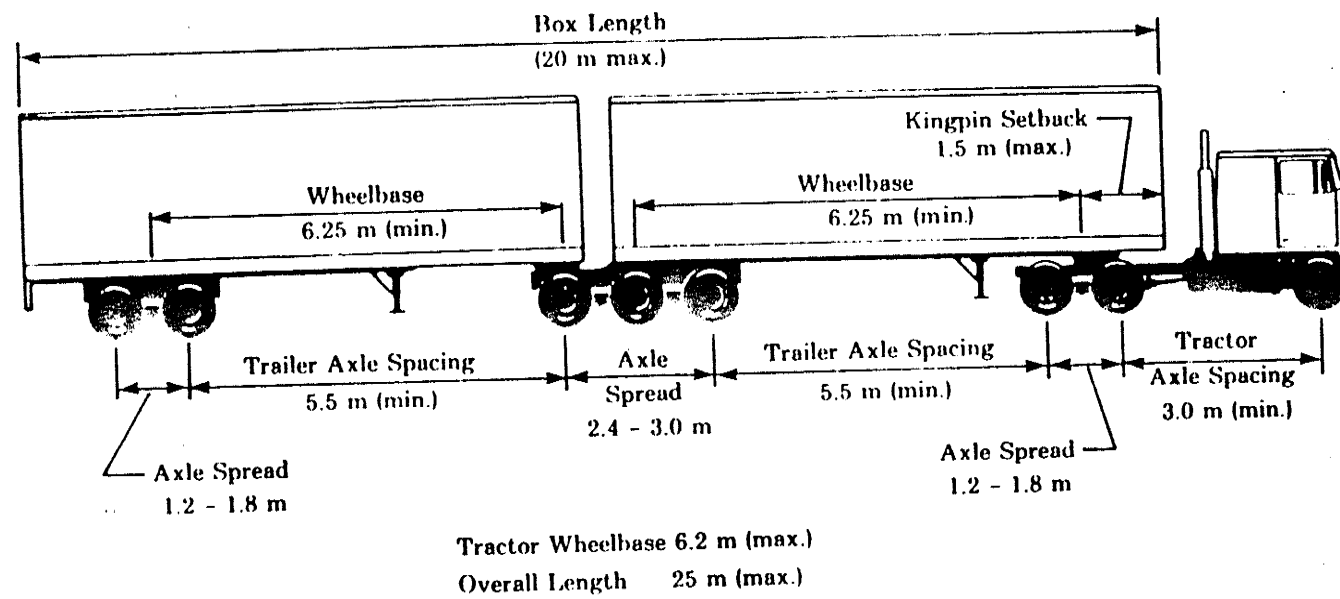 Box Length
(20 m max.)
Kingpin Setback
1.5 m (max.)
Wheelbase
6.25 m (min.)
Wheelbase
6.25 m (min.)
Trailer Axle Spacing
5.5 m (min.)
Axle
Spread
2.4 - 3.0 m
Trailer Axle Spacing
5.5 m (min.)
Tractor
Axle Spacing
3.0 m (min.)
Axle Spread
1.2 - 1.8 m
Axle Spread
1.2 - 1.8 m
Tractor Wheelbase 6.2 m (max.)
Overall Length 25 m (max.)